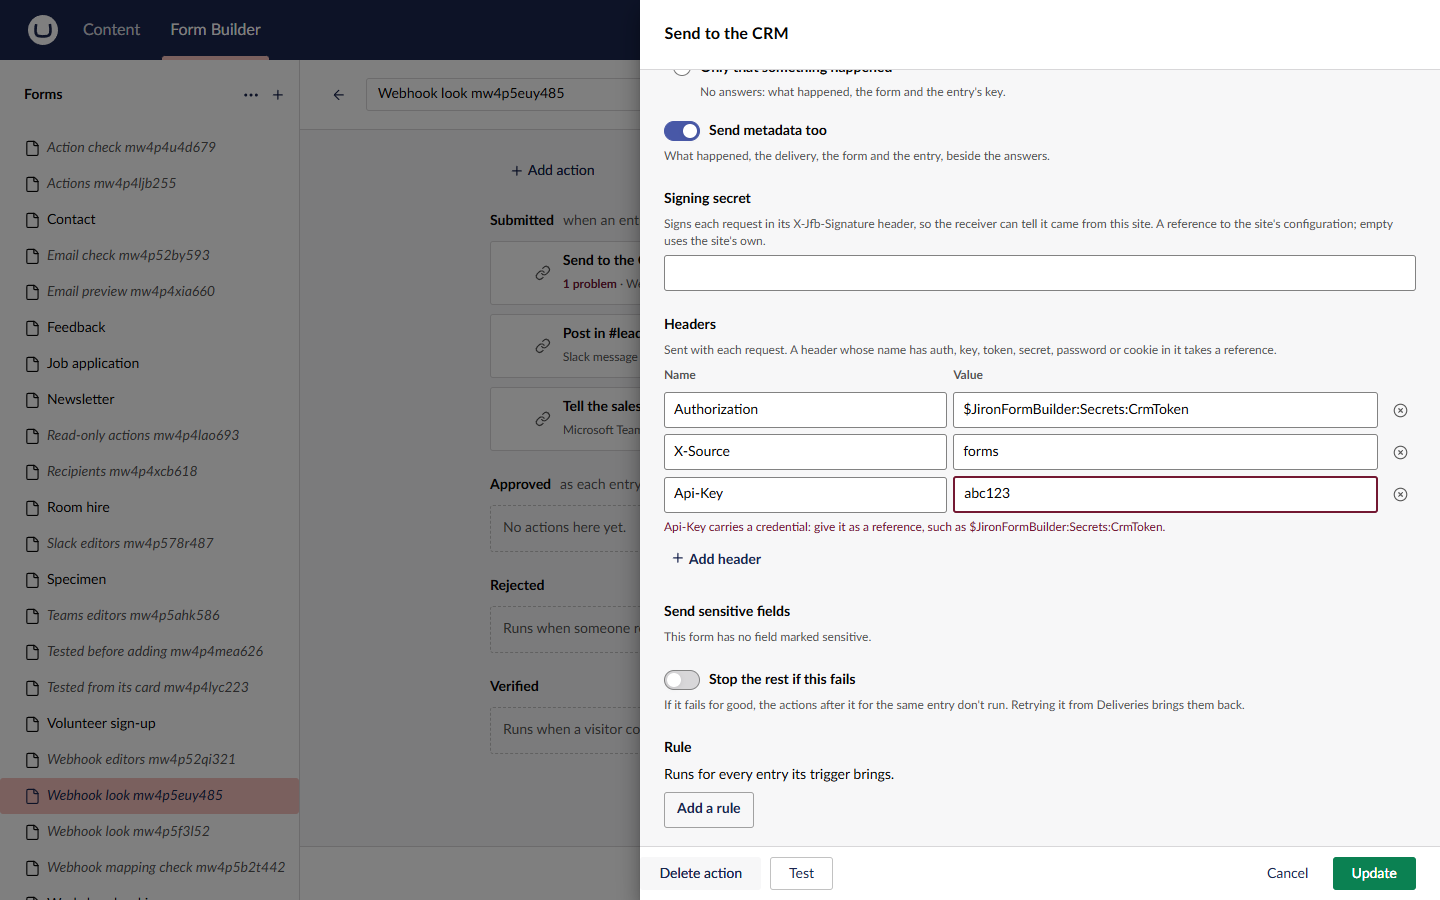 Content
Form Builder
Forms
Action check mw4p4u4d679
Actions mw4p4ljb255
Contact
Email check mw4p52by593
Email preview mw4p4xia660
Feedback
Job application
Newsletter
Read-only actions mw4p4lao693
Recipients mw4p4xcb618
Room hire
Slack editors mw4p578r487
Specimen
Teams editors mw4p5ahk586
Tested before adding mw4p4mea626
Tested from its card mw4p4lyc223
Volunteer sign-up
Webhook editors mw4p52qi321
Webhook look mw4p5euy485
Webhook look mw4p5f3l52
Webhook mapping check mw4p5b2t442
Webhook look mw4p5euy485
+ Add action
Submitted when an ent
Send to the
1 problem ·
Post in #lead
Slack message
Tell the sales
Microsoft Team
Approved as each entry
No actions here yet.
Rejected
Runs when someone
Verified
Runs when a visitor co
Send to the CRM
Only that something happened
No answers: what happened, the form and the entry's key.
Send metadata too
What happened, the delivery, the form and the entry, beside the answers.
Signing secret
Signs each request in its X-Jfb-Signature header, so the receiver can tell it came from this site. A reference to the site's configuration; empty
uses the site's own.
Headers
Sent with each request. A header whose name has auth, key, token, secret, password or cookie in it takes a reference.
Name Value
Authorization $JironFormBuilder:Secrets:CrmToken
X-Source forms
Api-Key abc123
Api-Key carries a credential: give it as a reference, such as $JironFormBuilder:Secrets:CrmToken.
+ Add header
Send sensitive fields
This form has no field marked sensitive.
Stop the rest if this fails
If it fails for good, the actions after it for the same entry don't run. Retrying it from Deliveries brings them back.
Rule
Runs for every entry its trigger brings.
Add a rule
Delete action
Test
Cancel
Update